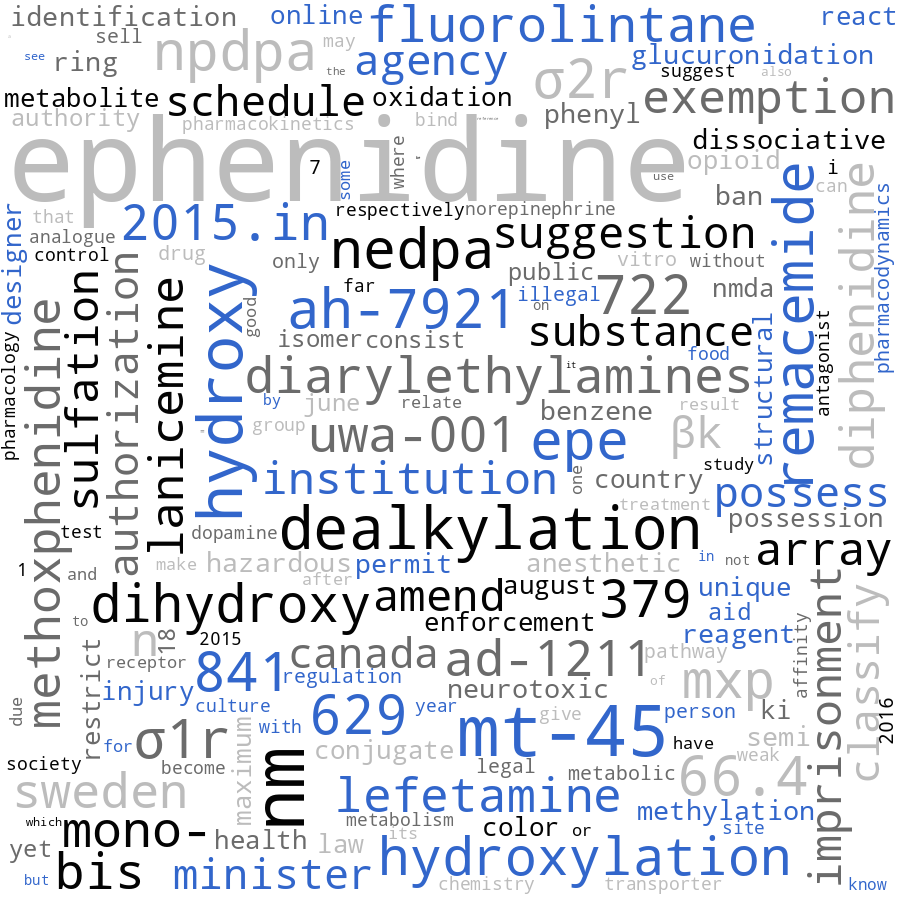 identification
online
fluorolintane
react
see
sell
ring
npdpa
may
the
agency
glucuronidation
σ2r
suggest
also
metabolite
schedule
oxidation
phenyl
exemption
authority
pharmacokinetics
bind
reference
dissociative
ephenidine
7
some
where
use
opioid
i
can
ban
that
2015.in
respectively
norepinephrine
designer
analogue
control
drug
nedpa
suggestion
only
public
vitro
without
remacemide
diphenidine
pharmacodynamics
far
ah-7921
illegal
on
722
nmda
good
hydroxy
isomer
consist
substance
food
structural
antagonist
pharmacology
methoxphenidine
sulfation
authorization
lanicemine
diarylethylamines
it
by
june
relate
benzene
result
group
uwa-001
epe
βk
institution
one
country
study
possess
treatment
possession
test
dopamine
dealkylation
array
1
and
make
hazardous
permit
anesthetic
in
not
after
to
dihydroxy
amend
august
379
unique
aid
enforcement
reagent
imprisonment
classify
n
18
2015
receptor
restrict
841
canada
regulation
ad-1211
pathway
affinity
of
mxp
injury
culture
neurotoxic
due
629
year
mt-45
give
person
ki
2016
for
σ1r
with
maximum
nm
conjugate
have
semi
weak
society
become
legal
metabolic
66.4
sweden
lefetamine
methylation
which
mono-
metabolism
its
color
or
site
yet
health
law
but
bis
minister
hydroxylation
chemistry
transporter
know